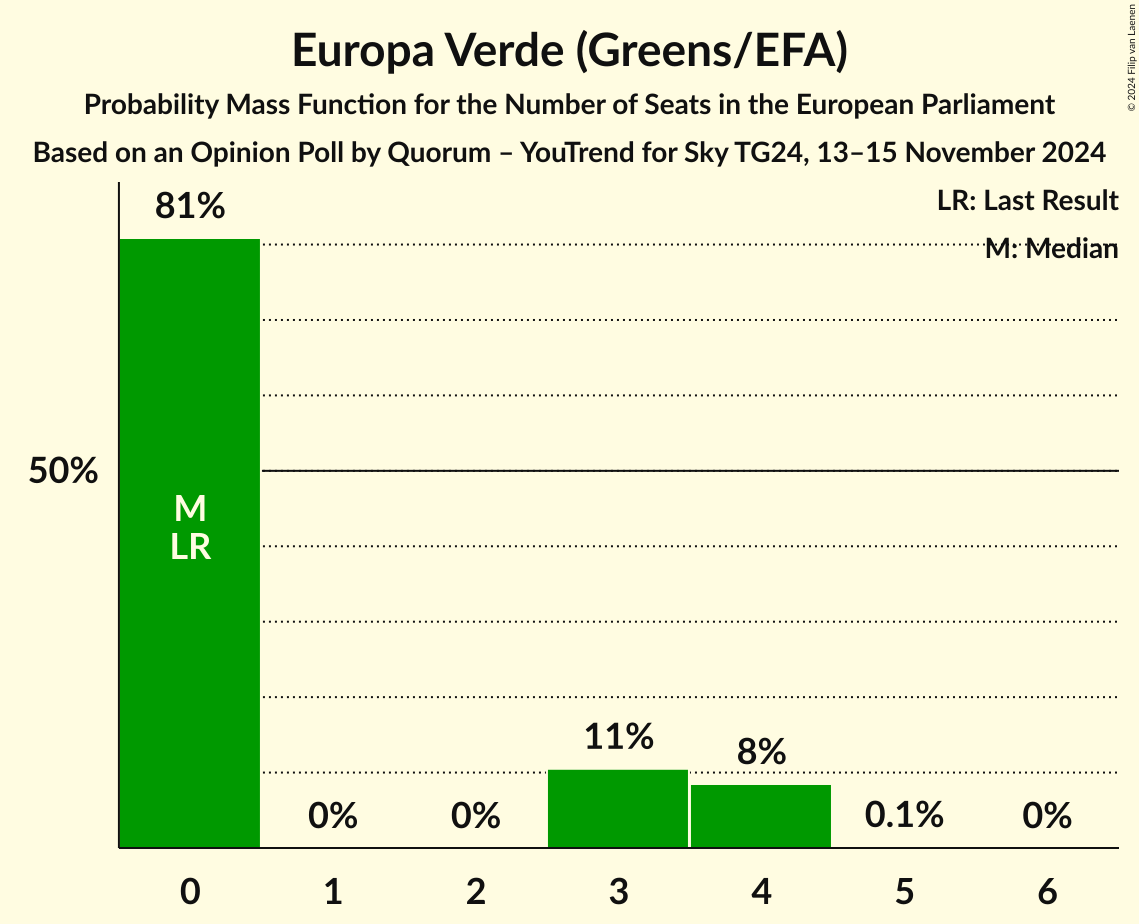 Europa Verde (Greens/EFA)
Probability Mass Function for the Number of Seats in the European Parliament
Based on an Opinion Poll by Quorum – YouTrend for Sky TG24, 13–15 November 2024
© 2024 Filip van Laenen
LR: Last Result
M: Median
81%
50%
M
LR
0%
0%
11%
8%
0.1%
0%
0
1
2
3
4
5
6